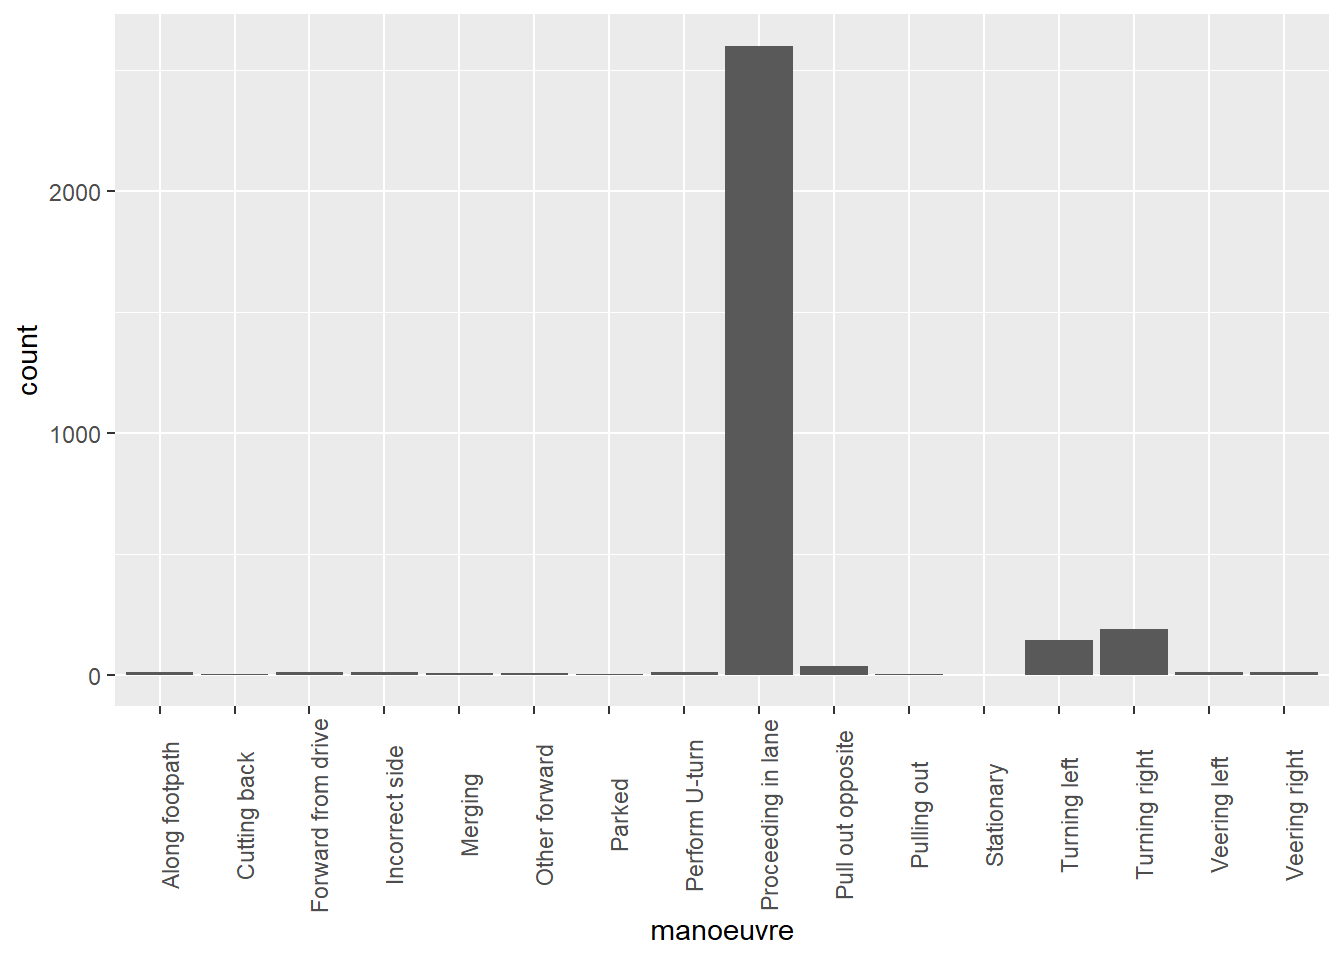 count
2000
1000
0
Along footpath
Cutting back
Forward from drive
Incorrect side
Merging
Other forward
Parked
Perform U-turn
Proceeding in lane
Pull out opposite
Pulling out
Stationary
Turning left
Turning right
Veering left
Veering right
manoeuvre